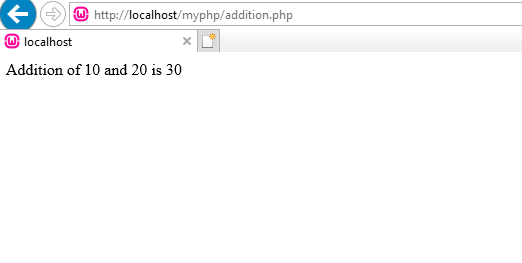 http://localhost/myphp/addition.php
localhost
Addition of 10 and 20 is 30